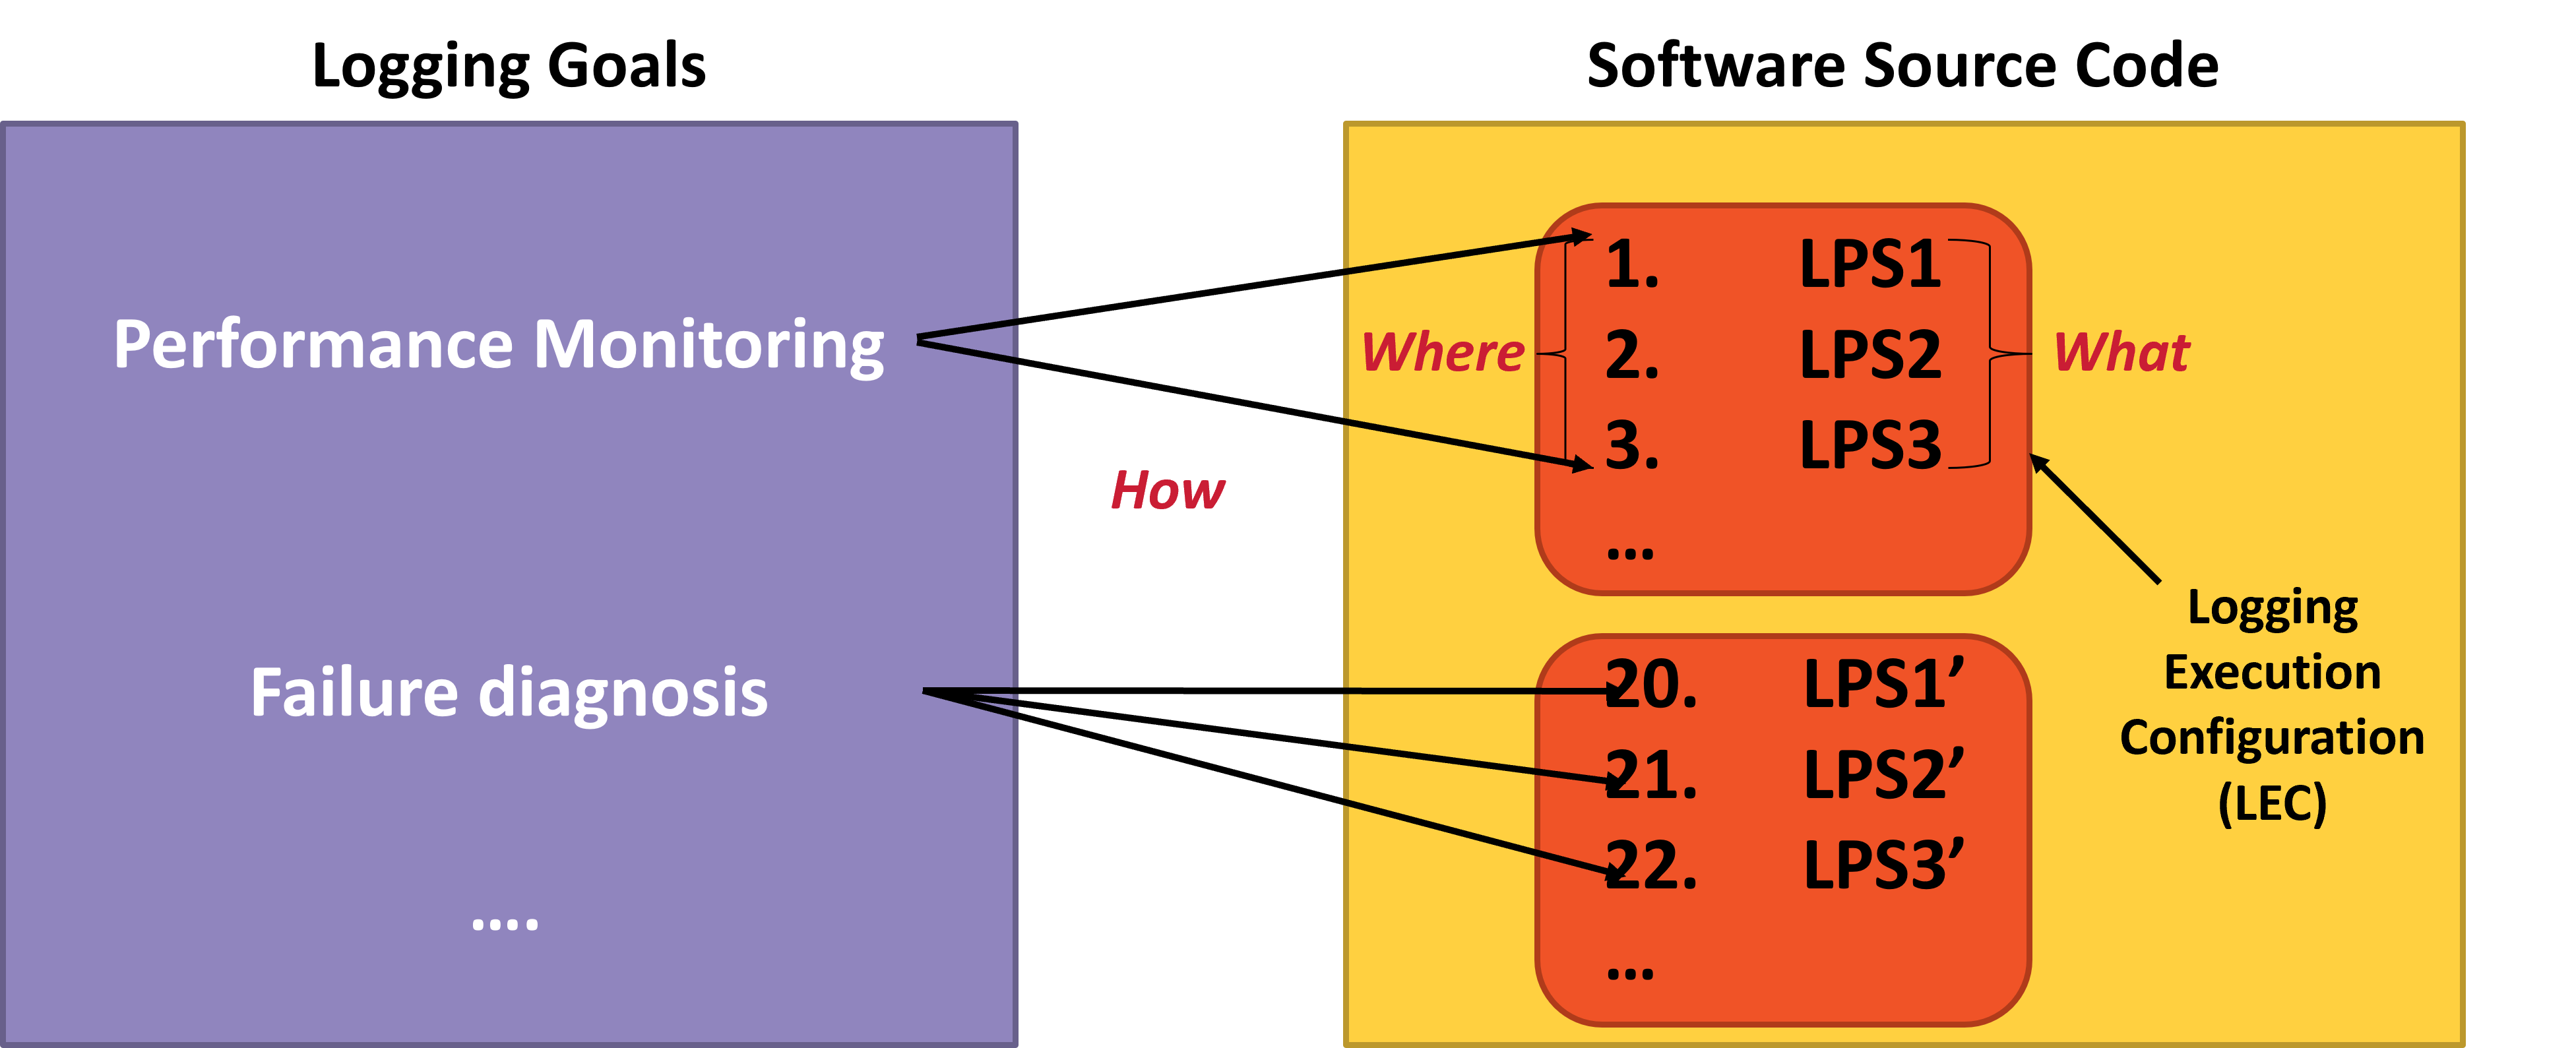 Logging Goals
Software Source Code
Performance Monitoring
Failure diagnosis
....
How
Where
What
1. LPS1
2. LPS2
3. LPS3
...
20. LPS1’
21. LPS2’
22. LPS3’
...
Logging
Execution
Configuration
(LEC)